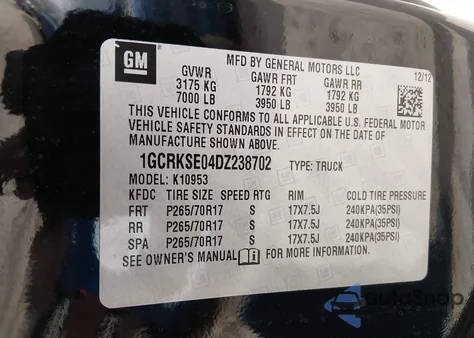 GM
MFD BY GENERAL MOTORS LLC
12/12
GVWR GAWR FRT GAWR RR
3175 KG 1792 KG 1792 KG
7000 LB 3950 LB 3950 LB
THIS VEHICLE CONFORMS TO ALL APPLICABLE U.S. FEDERAL MOTOR
VEHICLE SAFETY STANDARDS IN EFFECT ON THE DATE OF
MANUFACTURE SHOWN ABOVE.
1GCRKSE04DZ238702 TYPE: TRUCK
MODEL: K10953
KFDC TIRE SIZE SPEED RTG RIM COLD TIRE PRESSURE
FRT P265/70R17 S 17X7.5J 240KPA(35PSI)
RR P265/70R17 S 17X7.5J 240KPA(35PSI)
SPA P265/70R17 S 17X7.5J 240KPA(35PSI)
SEE OWNER'S MANUAL FOR MORE INFORMATION.
autoSnap